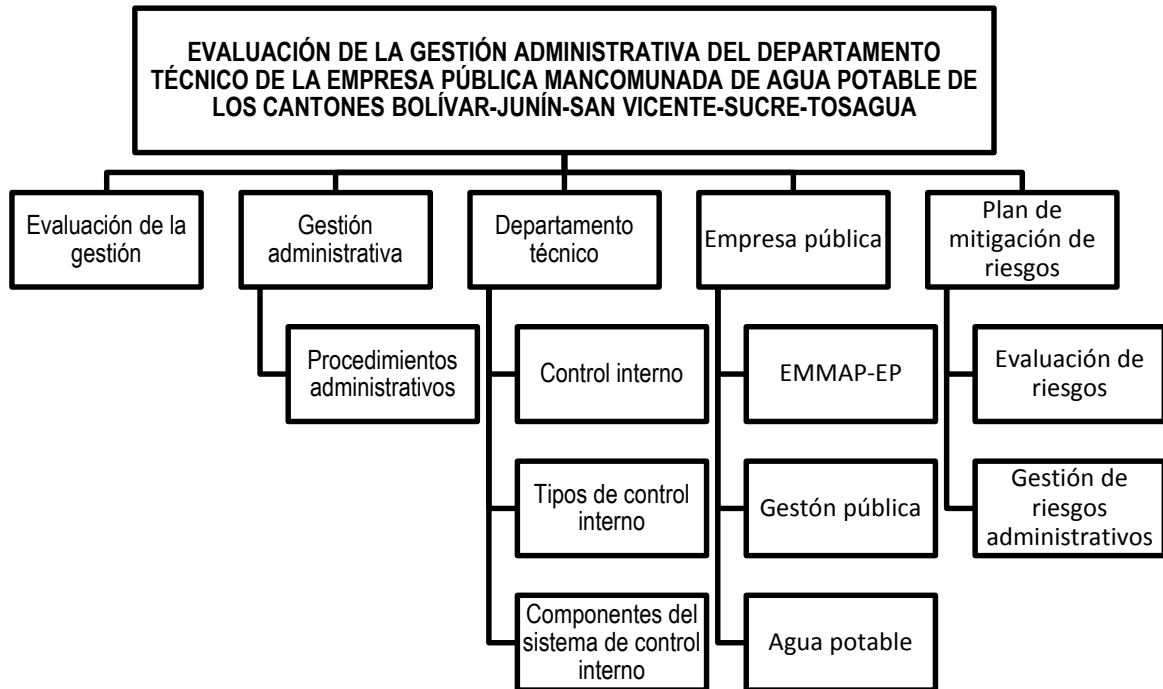 EVALUACIÓN DE LA GESTIÓN ADMINISTRATIVA DEL DEPARTAMENTO
TÉCNICO DE LA EMPRESA PÚBLICA MANCOMUNADA DE AGUA POTABLE DE
LOS CANTONES BOLÍVAR-JUNÍN-SAN VICENTE-SUCRE-TOSAGUA
Evaluación de la
gestión
Gestión
administrativa
Departamento
técnico
Empresa pública
Plan de
mitigación de
riesgos
Procedimientos
administrativos
Control interno
EMMAP-EP
Evaluación de
riesgos
Tipos de control
interno
Gestón pública
Gestión de
riesgos
administrativos
Componentes del
sistema de control
interno
Agua potable